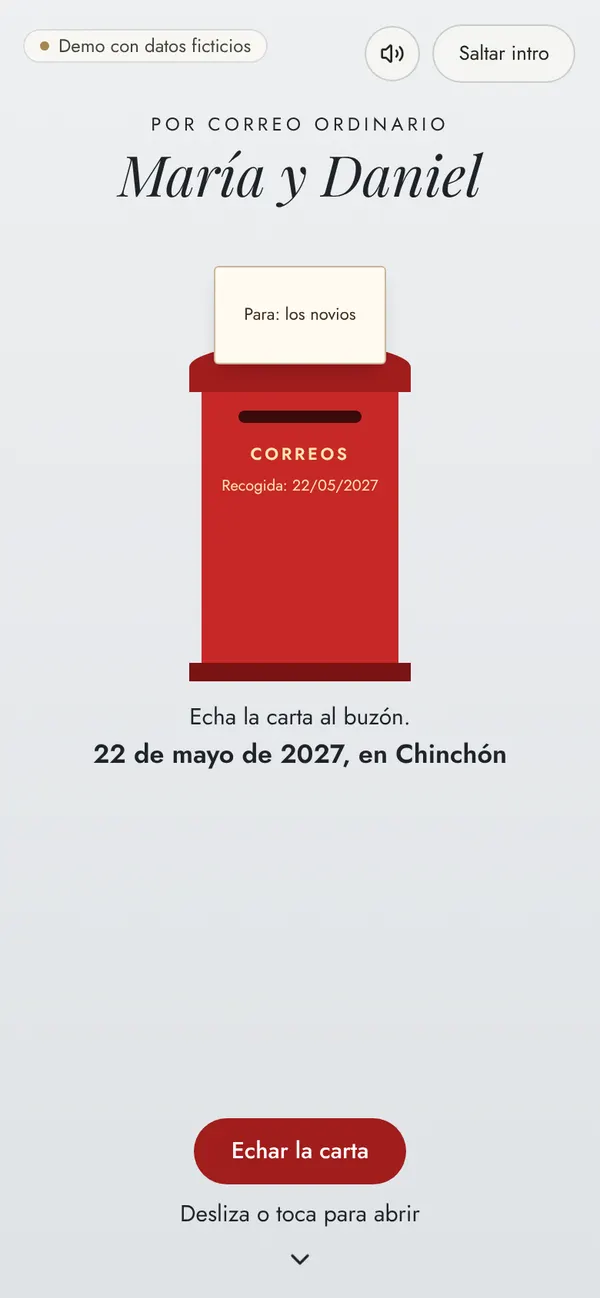 Demo con datos ficticios
Saltar intro
POR CORREO ORDINARIO
María y Daniel
Para: los novios
CORREOS
Recogida: 22/05/2027
Echa la carta al buzón.
22 de mayo de 2027, en Chinchón
Echar la carta
Desliza o toca para abrir